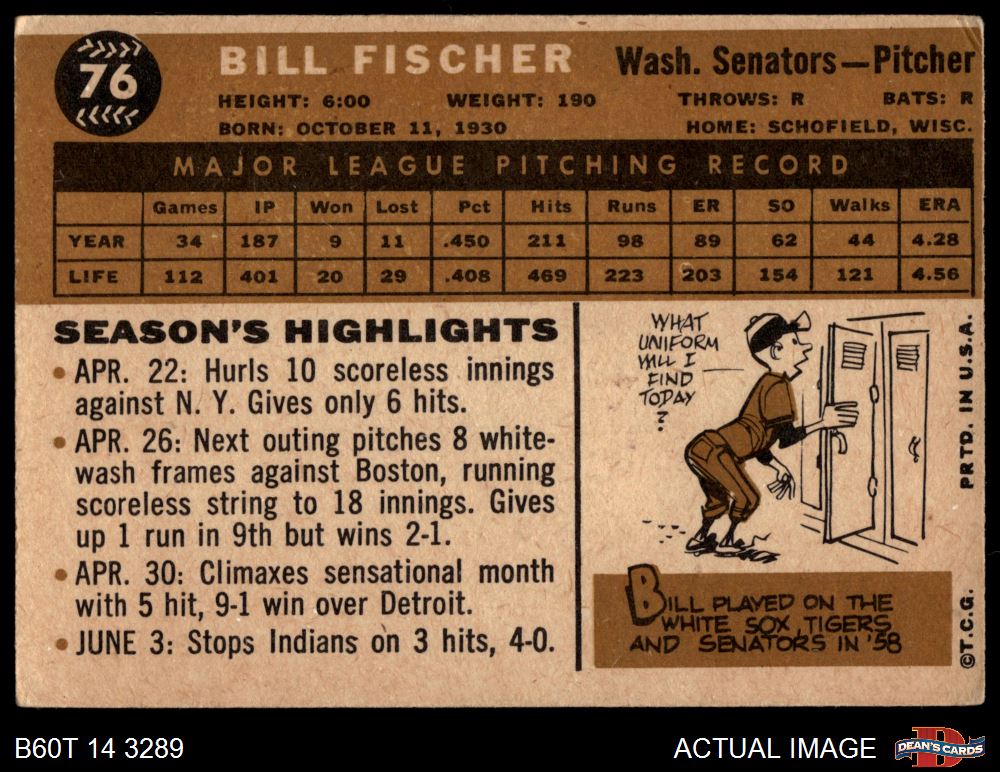 76
BILL FISCHER
Wash. Senators—Pitcher
HEIGHT: 6:00 WEIGHT: 190 THROWS: R BATS: R
BORN: OCTOBER 11, 1930 HOME: SCHOFIELD, WISC.
MAJOR LEAGUE PITCHING RECORD
Games IP Won Lost Pct Hits Runs ER SO Walks ERA
YEAR 34 187 9 11 .450 211 98 89 62 44 4.28
LIFE 112 401 20 29 .408 469 223 203 154 121 4.56
SEASON'S HIGHLIGHTS
• APR. 22: Hurls 10 scoreless innings
against N. Y. Gives only 6 hits.
• APR. 26: Next outing pitches 8 white-
wash frames against Boston, running
scoreless string to 18 innings. Gives
up 1 run in 9th but wins 2-1.
• APR. 30: Climaxes sensational month
with 5 hit, 9-1 win over Detroit.
• JUNE 3: Stops Indians on 3 hits, 4-0.
WHAT
UNIFORM
WILL I
FIND
TODAY
?
BILL PLAYED ON THE
WHITE SOX, TIGERS
AND SENATORS IN '58
©T.C.G. PRTD. IN U.S.A.
B60T 14 3289
ACTUAL IMAGE
D
DEAN'S CARDS